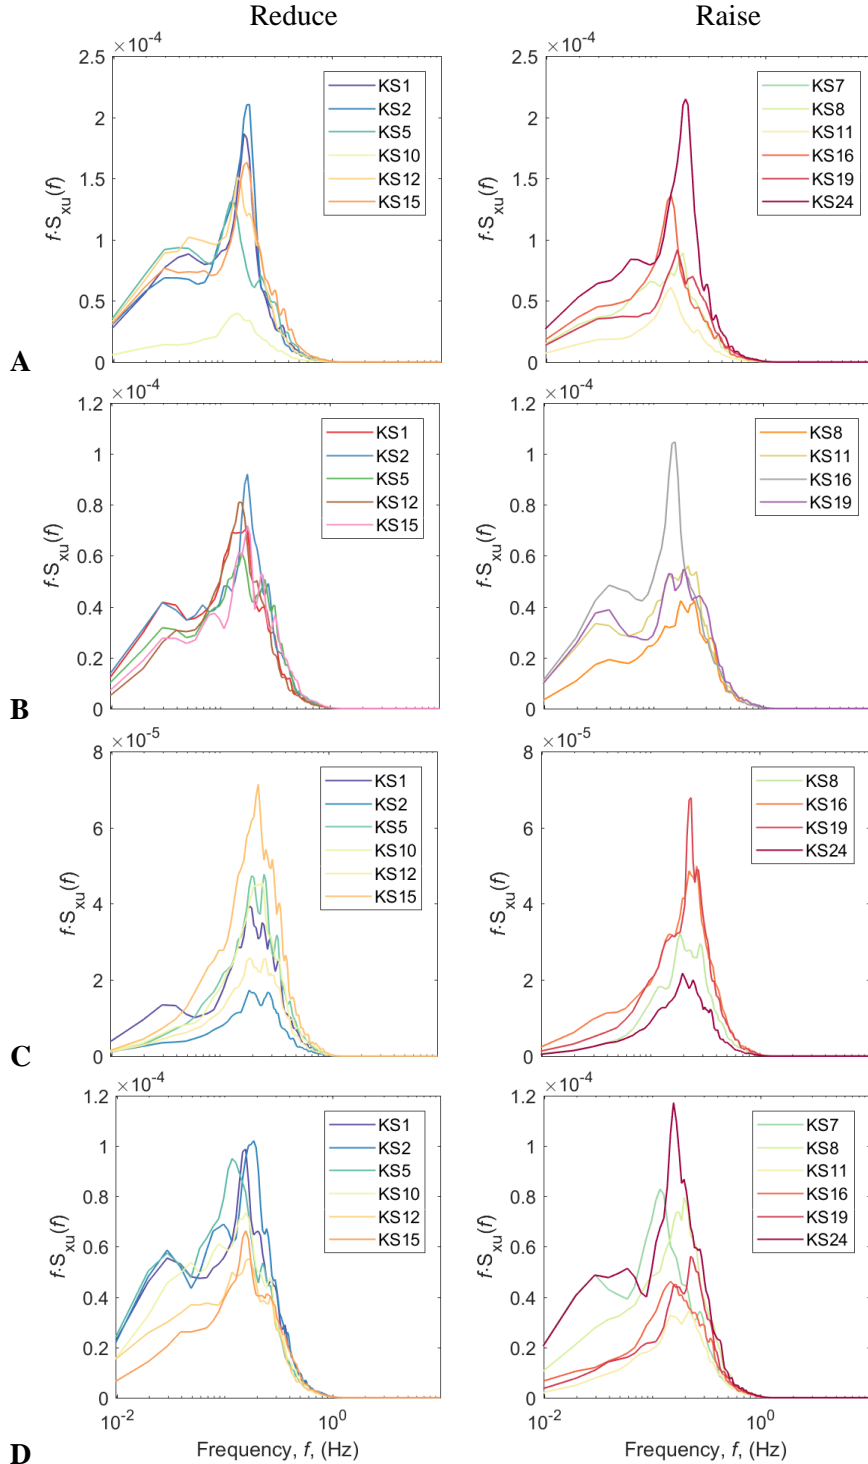 Reduce Raise
×10⁻⁴ ×10⁻⁴
2.5 2.5
KS1 KS7
KS2 KS8
2 2
KS5 KS11
KS10 KS16
KS12 KS19
1.5 1.5
KS15 KS24
f·Sxu(f) f·Sxu(f)
1 1
0.5 0.5
A 0 0
×10⁻⁴ ×10⁻⁴
1.2 1.2
KS1 KS8
KS2 KS11
1 1
KS5 KS16
KS12 KS19
0.8 0.8
KS15
f·Sxu(f) f·Sxu(f)
0.6 0.6
0.4 0.4
0.2 0.2
B 0 0
×10⁻⁵ ×10⁻⁵
8 8
KS1 KS8
KS2 KS16
KS5 KS19
6 6
KS10 KS24
KS12
KS15
f·Sxu(f) f·Sxu(f)
4 4
2 2
C 0 0
×10⁻⁴ ×10⁻⁴
1.2 1.2
KS1 KS7
KS2 KS8
1 1
KS5 KS11
KS10 KS16
0.8 0.8
KS12 KS19
KS15 KS24
f·Sxu(f) f·Sxu(f)
0.6 0.6
0.4 0.4
0.2 0.2
0 0
10⁻² 10⁰ 10⁻² 10⁰
D Frequency, f, (Hz) Frequency, f, (Hz)